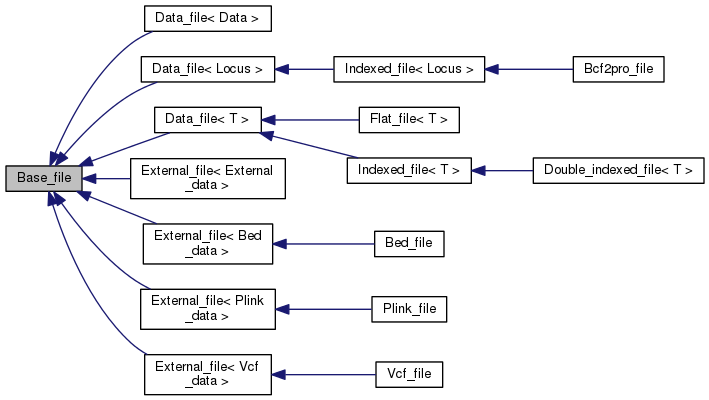 Data_file< Data >
Data_file< Locus >
Indexed_file< Locus >
Bcf2pro_file
Data_file< T >
Flat_file< T >
Base_file
External_file< External
_data >
Indexed_file< T >
Double_indexed_file< T >
External_file< Bed
_data >
Bed_file
External_file< Plink
_data >
Plink_file
External_file< Vcf
_data >
Vcf_file